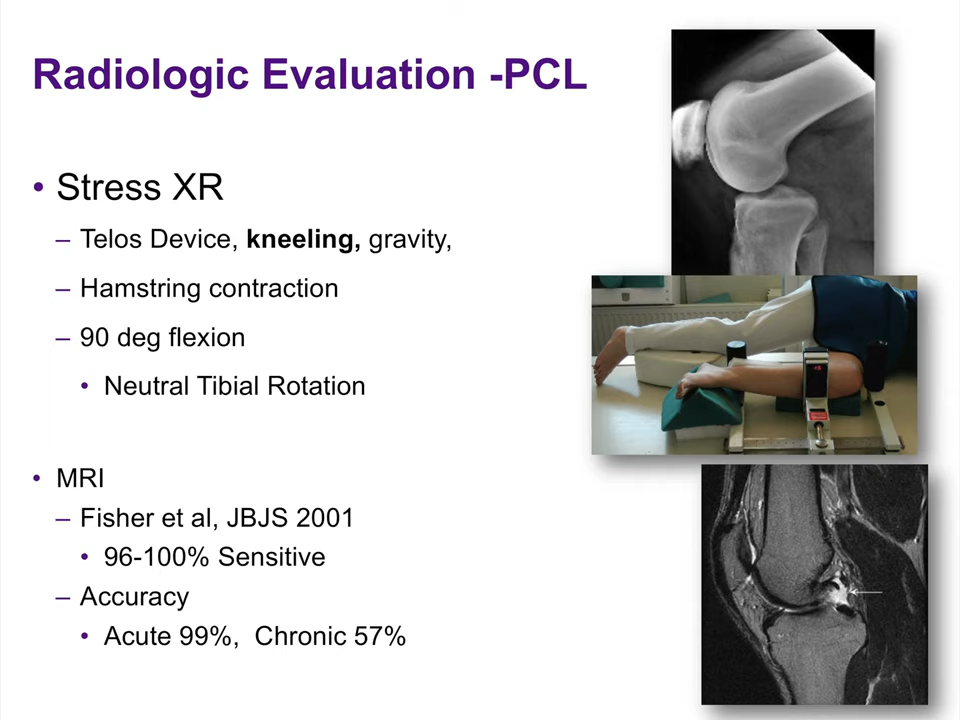 Radiologic Evaluation -PCL
• Stress XR
– Telos Device, kneeling, gravity,
– Hamstring contraction
– 90 deg flexion
• Neutral Tibial Rotation
• MRI
– Fisher et al, JBJS 2001
• 96-100% Sensitive
– Accuracy
• Acute 99%, Chronic 57%